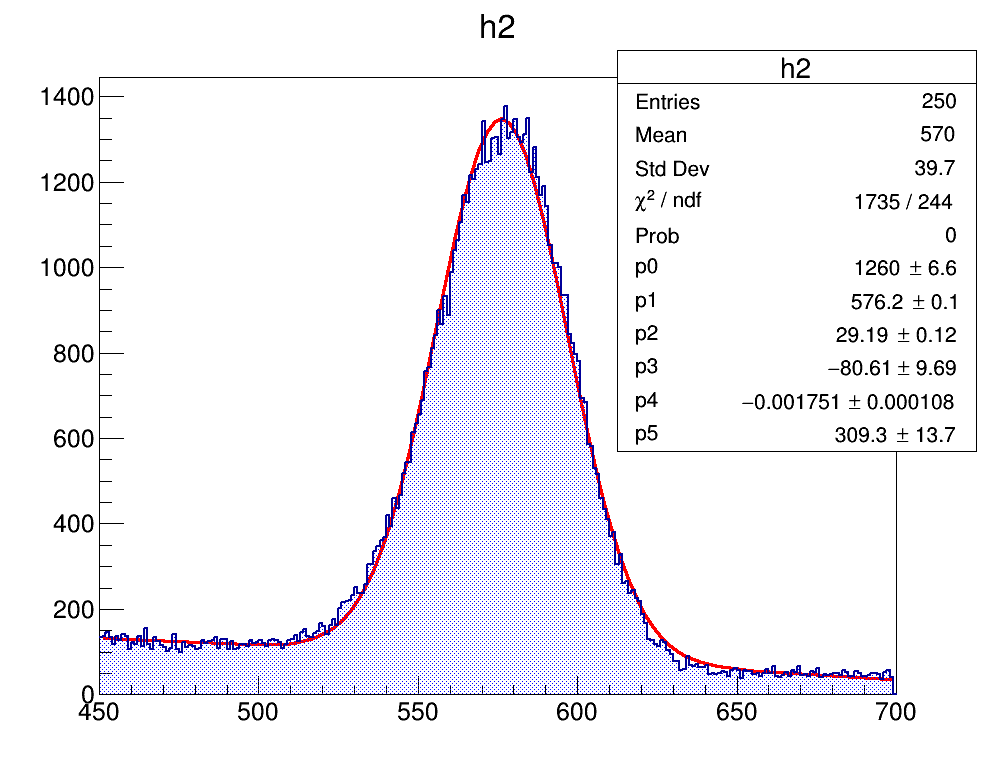 h2
h2
Entries 250
Mean 570
Std Dev 39.7
χ² / ndf 1735 / 244
Prob 0
p0 1260 ± 6.6
p1 576.2 ± 0.1
p2 29.19 ± 0.12
p3 −80.61 ± 9.69
p4 −0.001751 ± 0.000108
p5 309.3 ± 13.7
1400
1200
1000
800
600
400
200
0
450 500 550 600 650 700